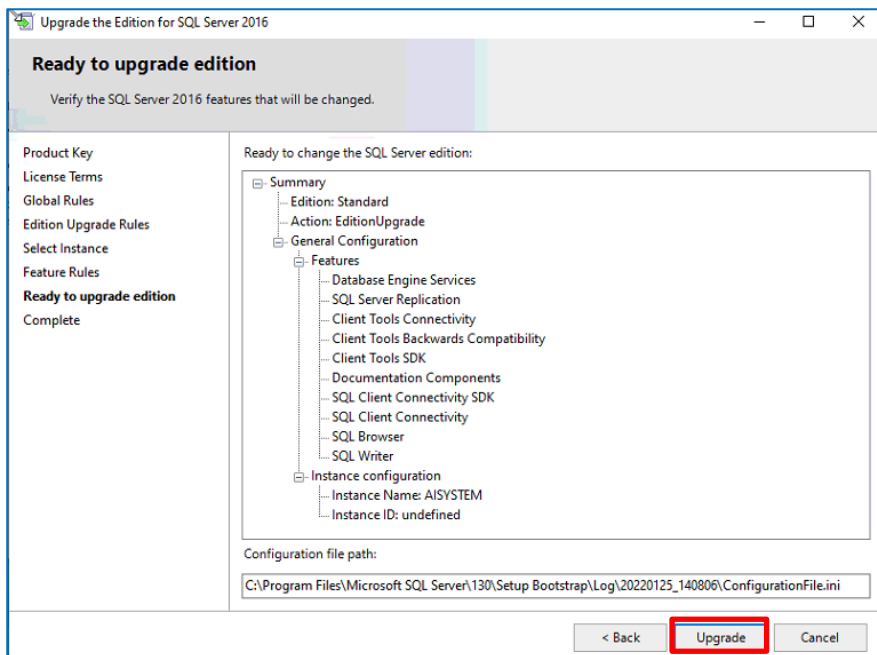 Upgrade the Edition for SQL Server 2016
Ready to upgrade edition
Verify the SQL Server 2016 features that will be changed.
Product Key
License Terms
Global Rules
Edition Upgrade Rules
Select Instance
Feature Rules
Ready to upgrade edition
Complete
Ready to change the SQL Server edition:
Summary
Edition: Standard
Action: EditionUpgrade
General Configuration
Features
Database Engine Services
SQL Server Replication
Client Tools Connectivity
Client Tools Backwards Compatibility
Client Tools SDK
Documentation Components
SQL Client Connectivity SDK
SQL Client Connectivity
SQL Browser
SQL Writer
Instance configuration
Instance Name: AISYSTEM
Instance ID: undefined
Configuration file path:
C:\Program Files\Microsoft SQL Server\130\Setup Bootstrap\Log\20220125_140806\ConfigurationFile.ini
< Back Upgrade Cancel